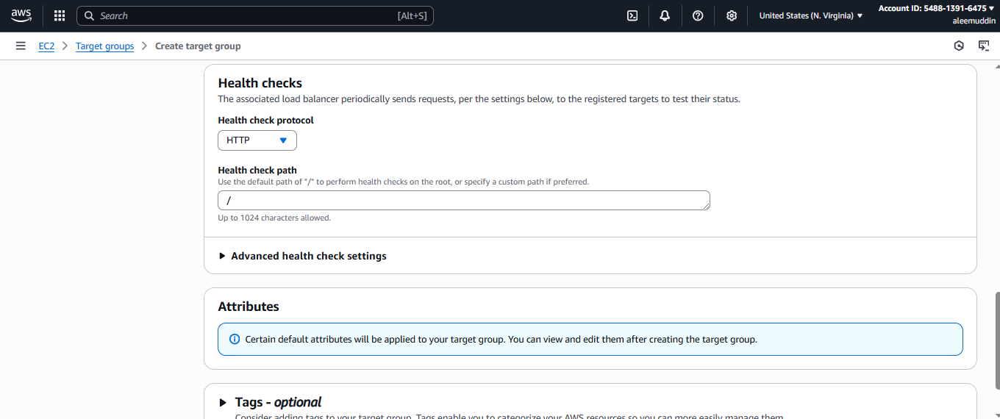 aws
Search [Alt+S]
United States (N. Virginia)
Account ID: 5488-1391-6475
aleemuddin
EC2 Target groups Create target group
Health checks
The associated load balancer periodically sends requests, per the settings below, to the registered targets to test their status.
Health check protocol
HTTP
Health check path
Use the default path of "/" to perform health checks on the root, or specify a custom path if preferred.
/
Up to 1024 characters allowed.
Advanced health check settings
Attributes
Certain default attributes will be applied to your target group. You can view and edit them after creating the target group.
Tags - optional
Consider adding tags to your target group. Tags enable you to categorize your AWS resources so you can more easily manage them.